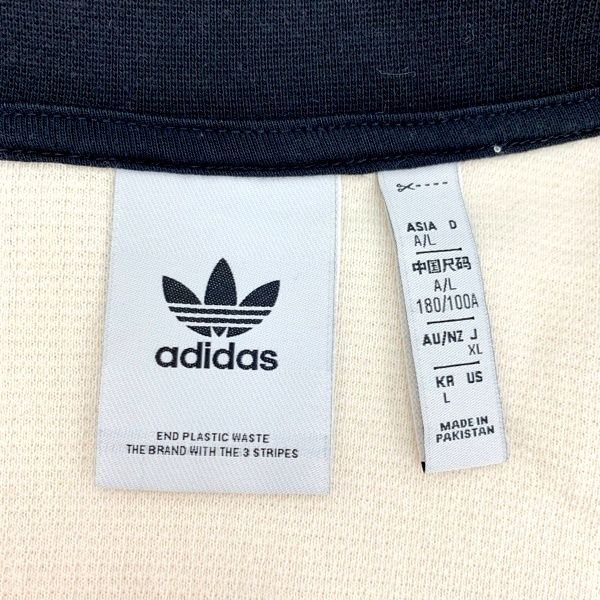 adidas
END PLASTIC WASTE
THE BRAND WITH THE 3 STRIPES
ASIA D
A/L
中国尺码
A/L
180/100A
AU/NZ J
XL
KR US
L
MADE IN
PAKISTAN